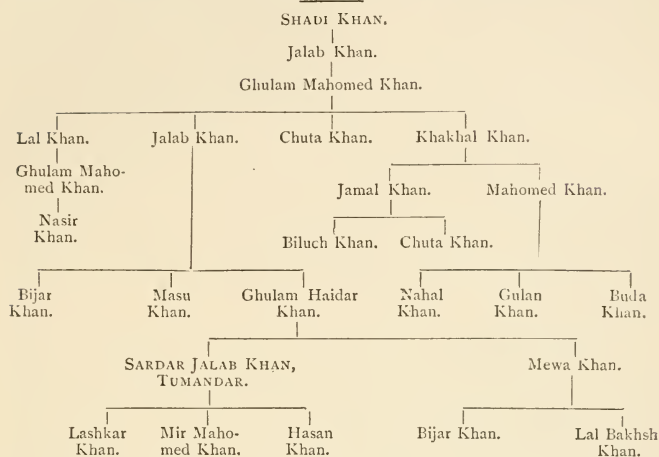 SHADI KHAN.
Jalab Khan.
Ghulam Mahomed Khan.
Lal Khan. Jalab Khan. Chuta Khan. Khakhal Khan.
Ghulam Maho-
med Khan.
Jamal Khan. Mahomed Khan.
Nasir
Khan.
Biluch Khan. Chuta Khan.
Bijar Masu Ghulam Haidar Nahal Gulan Buda
Khan. Khan. Khan. Khan. Khan. Khan.
SARDAR JALAB KHAN, Mewa Khan.
TUMANDAR.
Lashkar Mir Maho- Hasan Bijar Khan. Lal Bakhsh
Khan. med Khan. Khan. Khan.